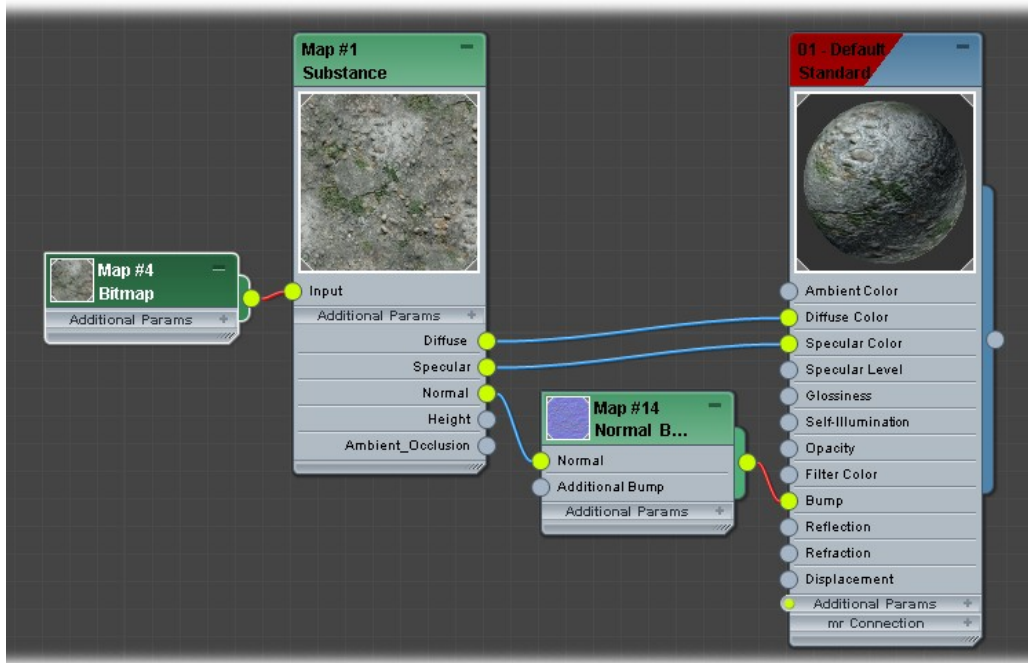 Map #1
Substance
Input
Additional Params
Diffuse
Specular
Normal
Height
Ambient_Occlusion
Map #4
Bitmap
Additional Params
Map #14
Normal B...
Normal
Additional Bump
Additional Params
01 - Default
Standard
Ambient Color
Diffuse Color
Specular Color
Specular Level
Glossiness
Self-Illumination
Opacity
Filter Color
Bump
Reflection
Refraction
Displacement
Additional Params
mr Connection